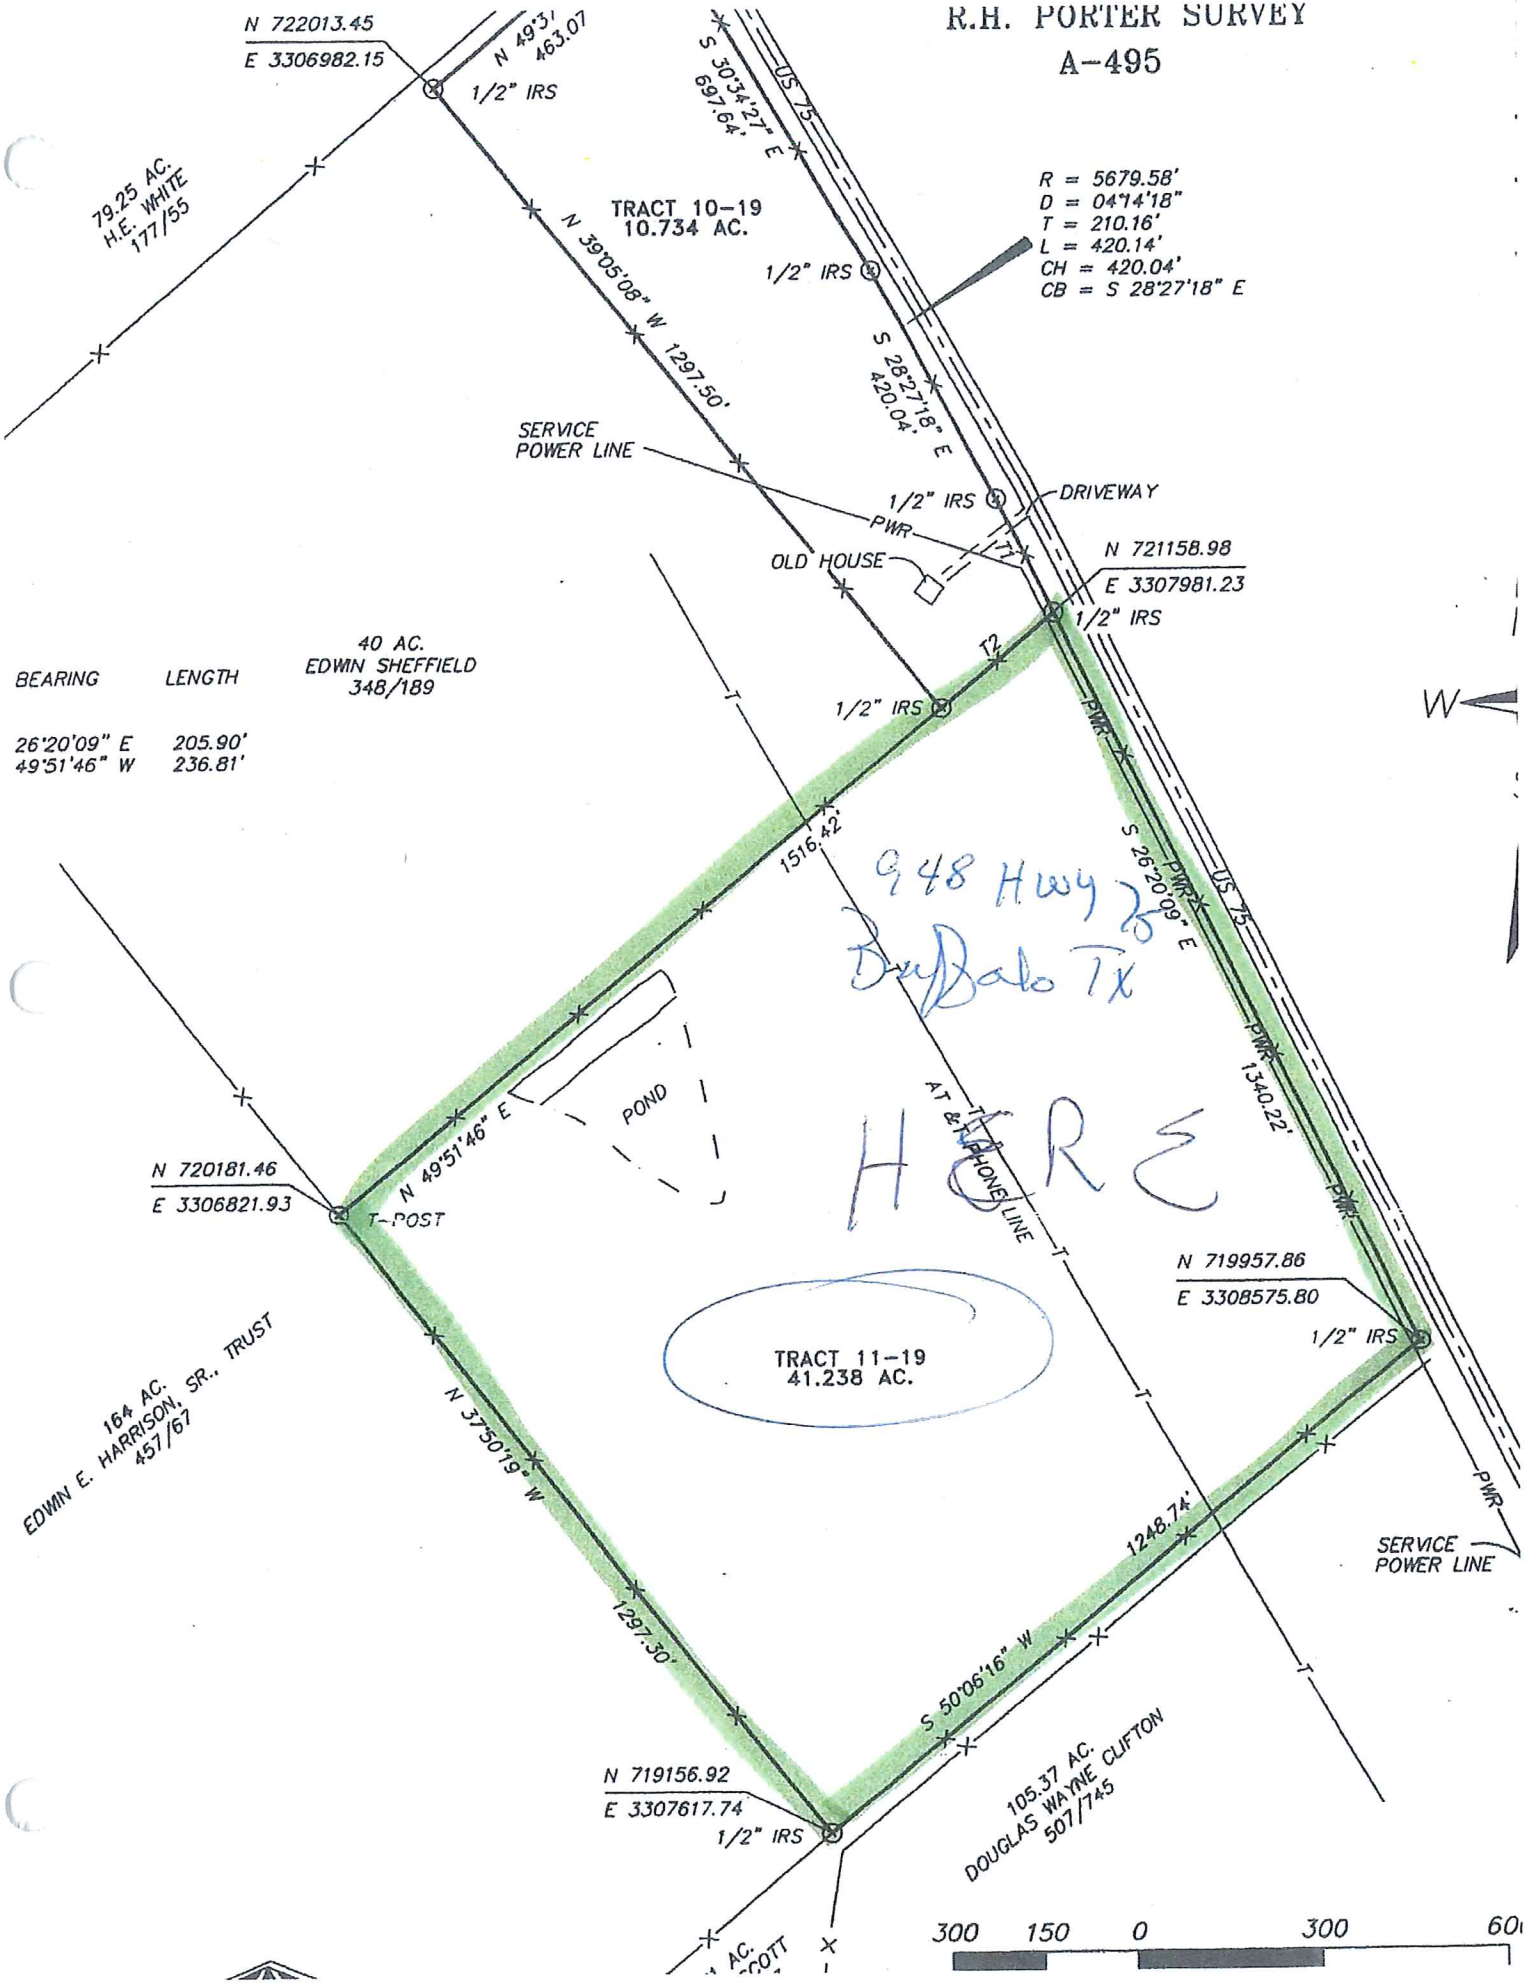 R.H. PORTER SURVEY
A-495
N 722013.45
E 3306982.15
1/2" IRS
463.07
S 30°34'27" E
697.64'
US 75
79.25 AC.
H.E. WHITE
177/55
TRACT 10-19
10.734 AC.
R = 5679.58'
D = 04°14'18"
T = 210.16'
L = 420.14'
CH = 420.04'
CB = S 28°27'18" E
1/2" IRS
N 39°05'08" W
1297.50'
S 28°27'18" E
420.04'
SERVICE
POWER LINE
1/2" IRS
DRIVEWAY
PWR
T1
OLD HOUSE
N 721158.98
E 3307981.23
1/2" IRS
40 AC.
EDWIN SHEFFIELD
348/189
BEARING LENGTH
26°20'09" E 205.90'
49°51'46" W 236.81'
T2
1/2" IRS
W
T
PWR
1516.42'
948 Hwy 75
Buffalo Tx
S 26°20'09" E
PWR
US 75
T
POND
AT & T PHONE LINE
T
HERE
PWR
1340.22'
N 49°51'46" E
N 720181.46
E 3306821.93
T-POST
PWR
T
N 719957.86
E 3308575.80
1/2" IRS
TRACT 11-19
41.238 AC.
164 AC.
EDWIN E. HARRISON, SR., TRUST
457/67
N 37°50'19" W
1297.30'
T
1248.74'
PWR
SERVICE
POWER LINE
S 50°06'16" W
T
N 719156.92
E 3307617.74
1/2" IRS
105.37 AC.
DOUGLAS WAYNE CLIFTON
507/745
AC.
300 150 0 300